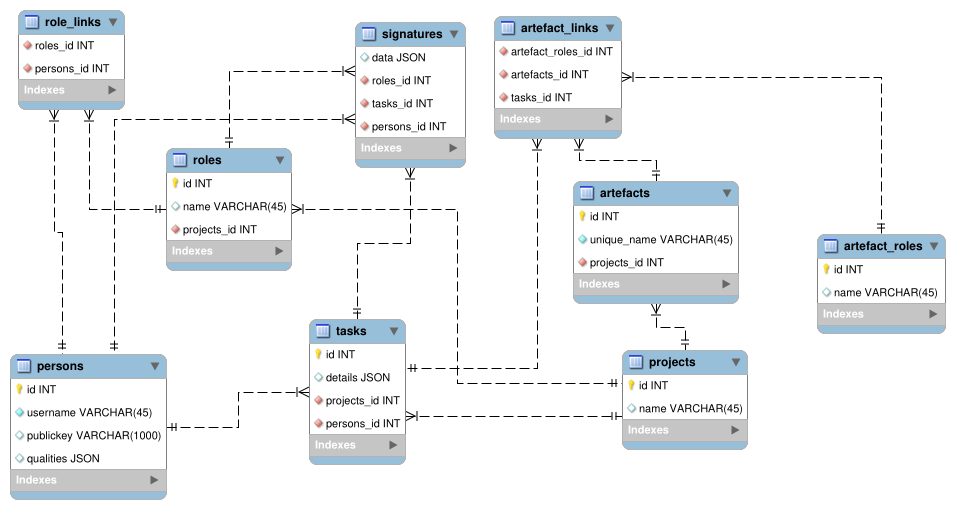 role_links
roles_id INT
persons_id INT
Indexes
signatures
data JSON
roles_id INT
tasks_id INT
persons_id INT
Indexes
artefact_links
artefact_roles_id INT
artefacts_id INT
tasks_id INT
Indexes
roles
id INT
name VARCHAR(45)
projects_id INT
Indexes
artefacts
id INT
unique_name VARCHAR(45)
projects_id INT
Indexes
artefact_roles
id INT
name VARCHAR(45)
Indexes
tasks
id INT
details JSON
projects_id INT
persons_id INT
Indexes
persons
id INT
username VARCHAR(45)
publickey VARCHAR(1000)
qualities JSON
Indexes
projects
id INT
name VARCHAR(45)
Indexes